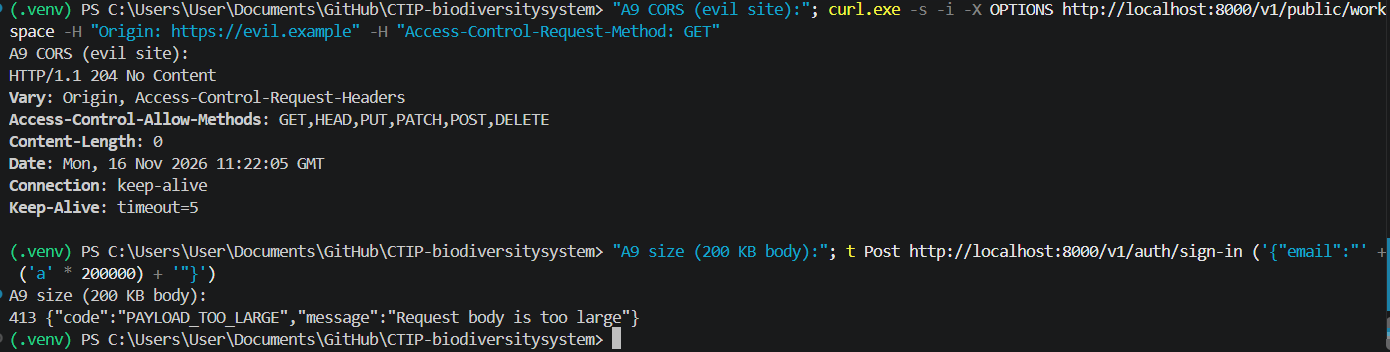 (.venv) PS C:\Users\User\Documents\GitHub\CTIP-biodiversitysystem> "A9 CORS (evil site):"; curl.exe -s -i -X OPTIONS http://localhost:8000/v1/public/work
space -H "Origin: https://evil.example" -H "Access-Control-Request-Method: GET"
A9 CORS (evil site):
HTTP/1.1 204 No Content
Vary: Origin, Access-Control-Request-Headers
Access-Control-Allow-Methods: GET,HEAD,PUT,PATCH,POST,DELETE
Content-Length: 0
Date: Mon, 16 Nov 2026 11:22:05 GMT
Connection: keep-alive
Keep-Alive: timeout=5
(.venv) PS C:\Users\User\Documents\GitHub\CTIP-biodiversitysystem> "A9 size (200 KB body):"; t Post http://localhost:8000/v1/auth/sign-in ('{"email":"' +
('a' * 200000) + '"}')
A9 size (200 KB body):
413 {"code":"PAYLOAD_TOO_LARGE","message":"Request body is too large"}
(.venv) PS C:\Users\User\Documents\GitHub\CTIP-biodiversitysystem>